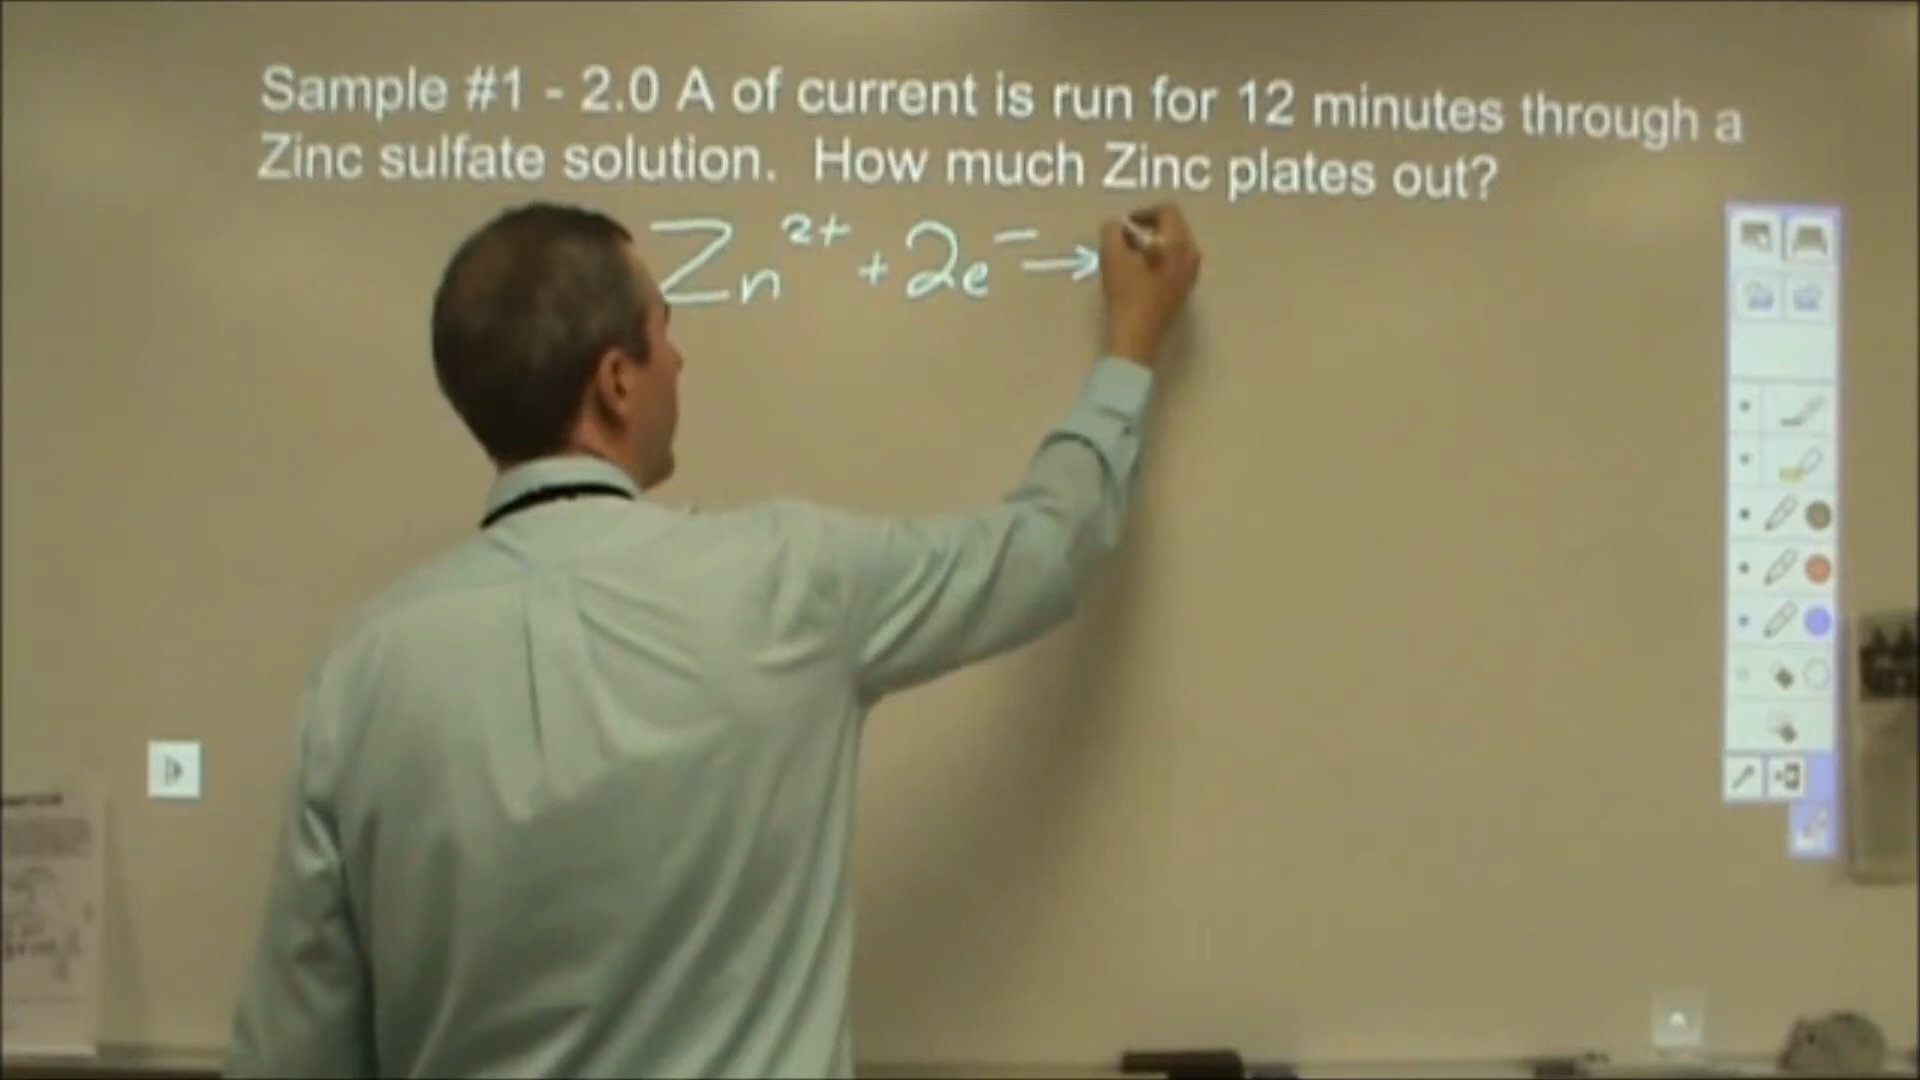 Sample #1 - 2.0 A of current is run for 12 minutes through a
Zinc sulfate solution. How much Zinc plates out?
Zn²⁺ + 2e⁻ →